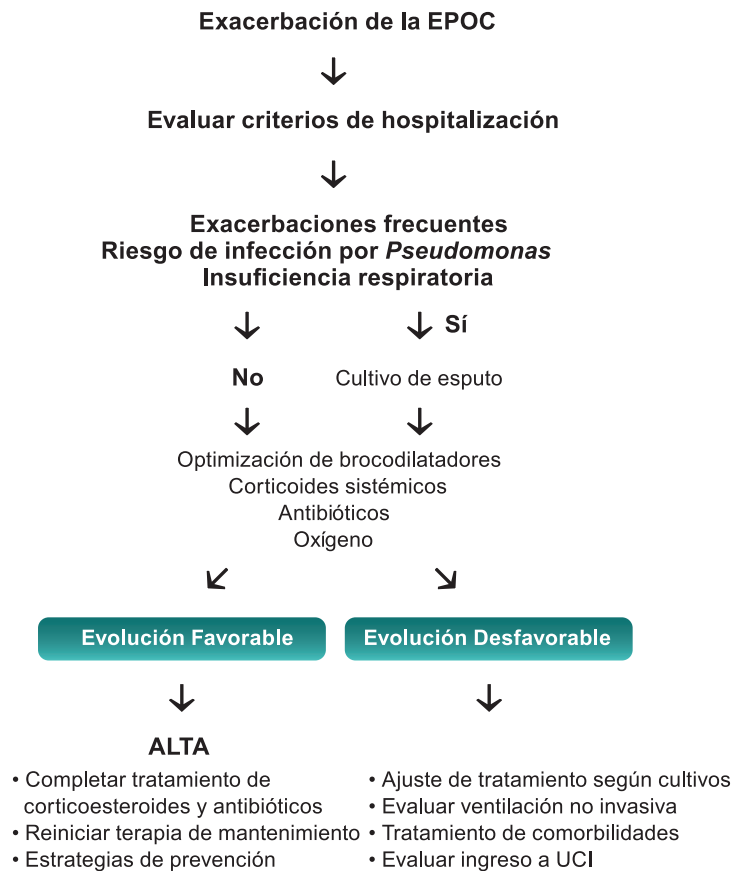 Exacerbación de la EPOC
Evaluar criterios de hospitalización
Exacerbaciones frecuentes
Riesgo de infección por Pseudomonas
Insuficiencia respiratoria
Sí
No
Cultivo de esputo
Optimización de brocodilatadores
Corticoides sistémicos
Antibióticos
Oxígeno
Evolución Favorable
Evolución Desfavorable
ALTA
• Completar tratamiento de
corticoesteroides y antibióticos
• Reiniciar terapia de mantenimiento
• Estrategias de prevención
• Ajuste de tratamiento según cultivos
• Evaluar ventilación no invasiva
• Tratamiento de comorbilidades
• Evaluar ingreso a UCI